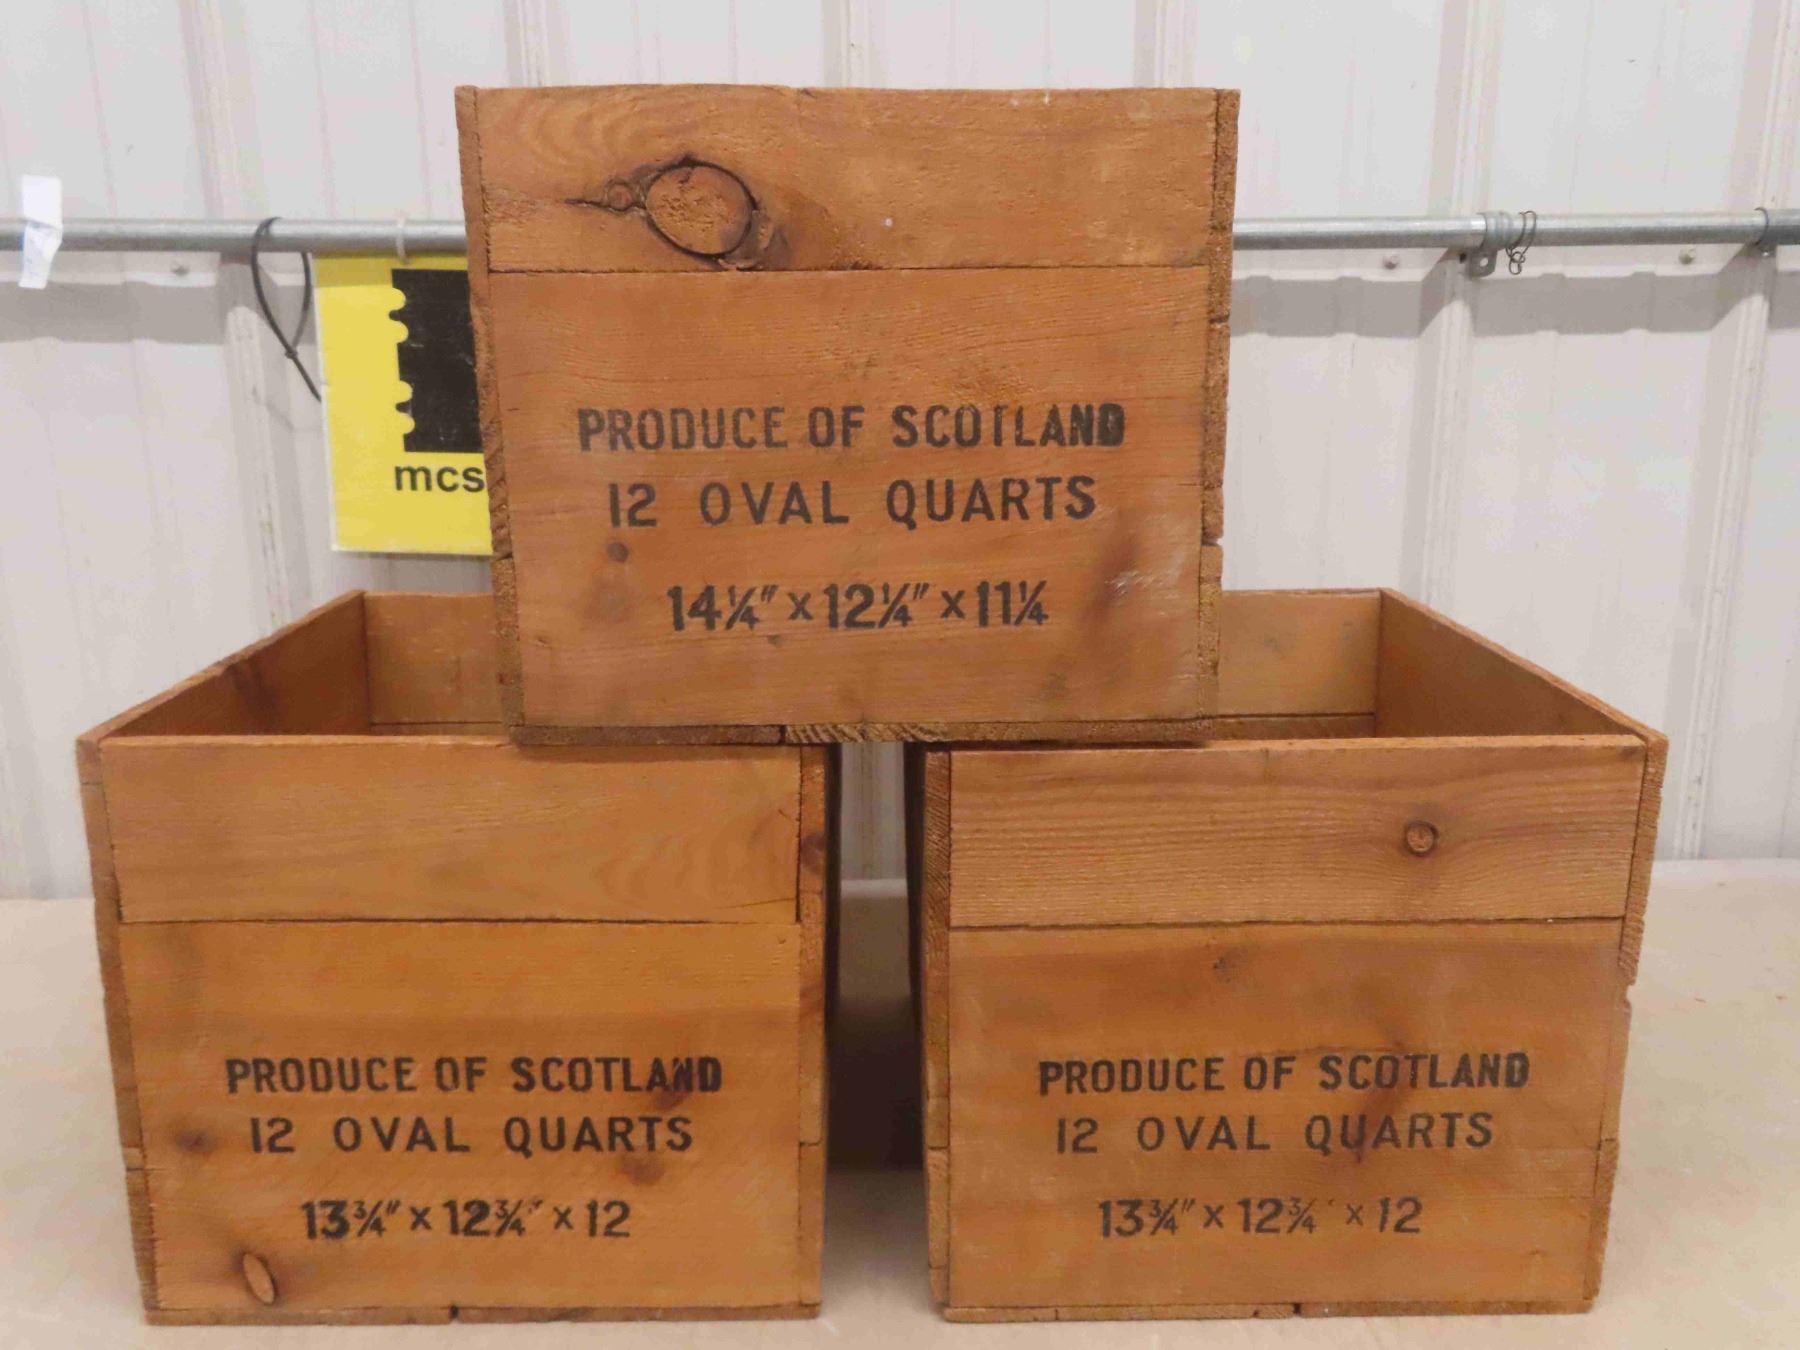 PRODUCE OF SCOTLAND
12 OVAL QUARTS
14¼" x 12¼" x 11¼
mcs
PRODUCE OF SCOTLAND
12 OVAL QUARTS
13¾" x 12¾" x 12
PRODUCE OF SCOTLAND
12 OVAL QUARTS
13¾" x 12¾" x 12